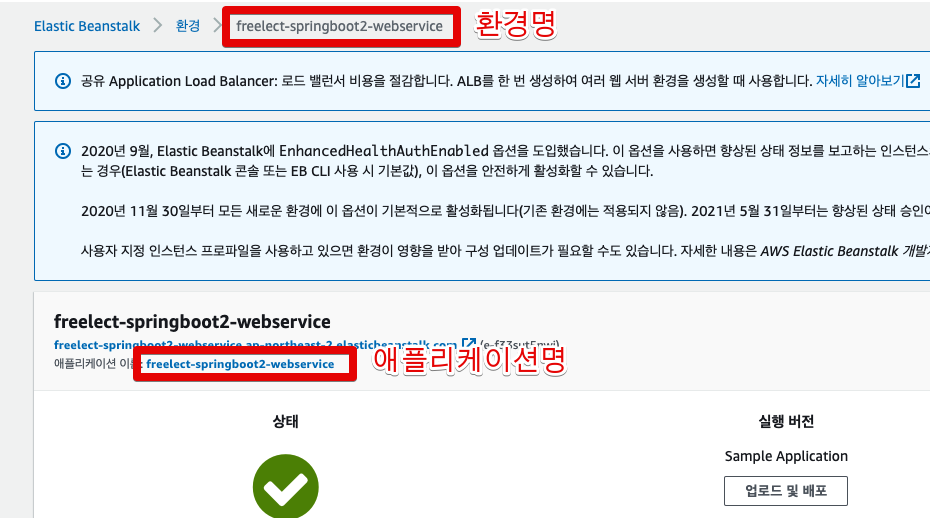 Elastic Beanstalk > 환경 > freelect-springboot2-webservice 환경명
공유 Application Load Balancer: 로드 밸런서 비용을 절감합니다. ALB를 한 번 생성하여 여러 웹 서버 환경을 생성할 때 사용합니다. 자세히 알아보기
2020년 9월, Elastic Beanstalk에 EnhancedHealthAuthEnabled 옵션을 도입했습니다. 이 옵션을 사용하면 향상된 상태 정보를 보고하는 인스턴스
는 경우(Elastic Beanstalk 콘솔 또는 EB CLI 사용 시 기본값), 이 옵션을 안전하게 활성화할 수 있습니다.
2020년 11월 30일부터 모든 새로운 환경에 이 옵션이 기본적으로 활성화됩니다(기존 환경에는 적용되지 않음). 2021년 5월 31일부터는 향상된 상태 승인이
사용자 지정 인스턴스 프로파일을 사용하고 있으면 환경이 영향을 받아 구성 업데이트가 필요할 수도 있습니다. 자세한 내용은 AWS Elastic Beanstalk 개발
freelect-springboot2-webservice
freelect-springboot2-webservice.ap-northeast-2.elasticbeanstalk.com
애플리케이션 이름: freelect-springboot2-webservice 애플리케이션명
상태
실행 버전
Sample Application
업로드 및 배포